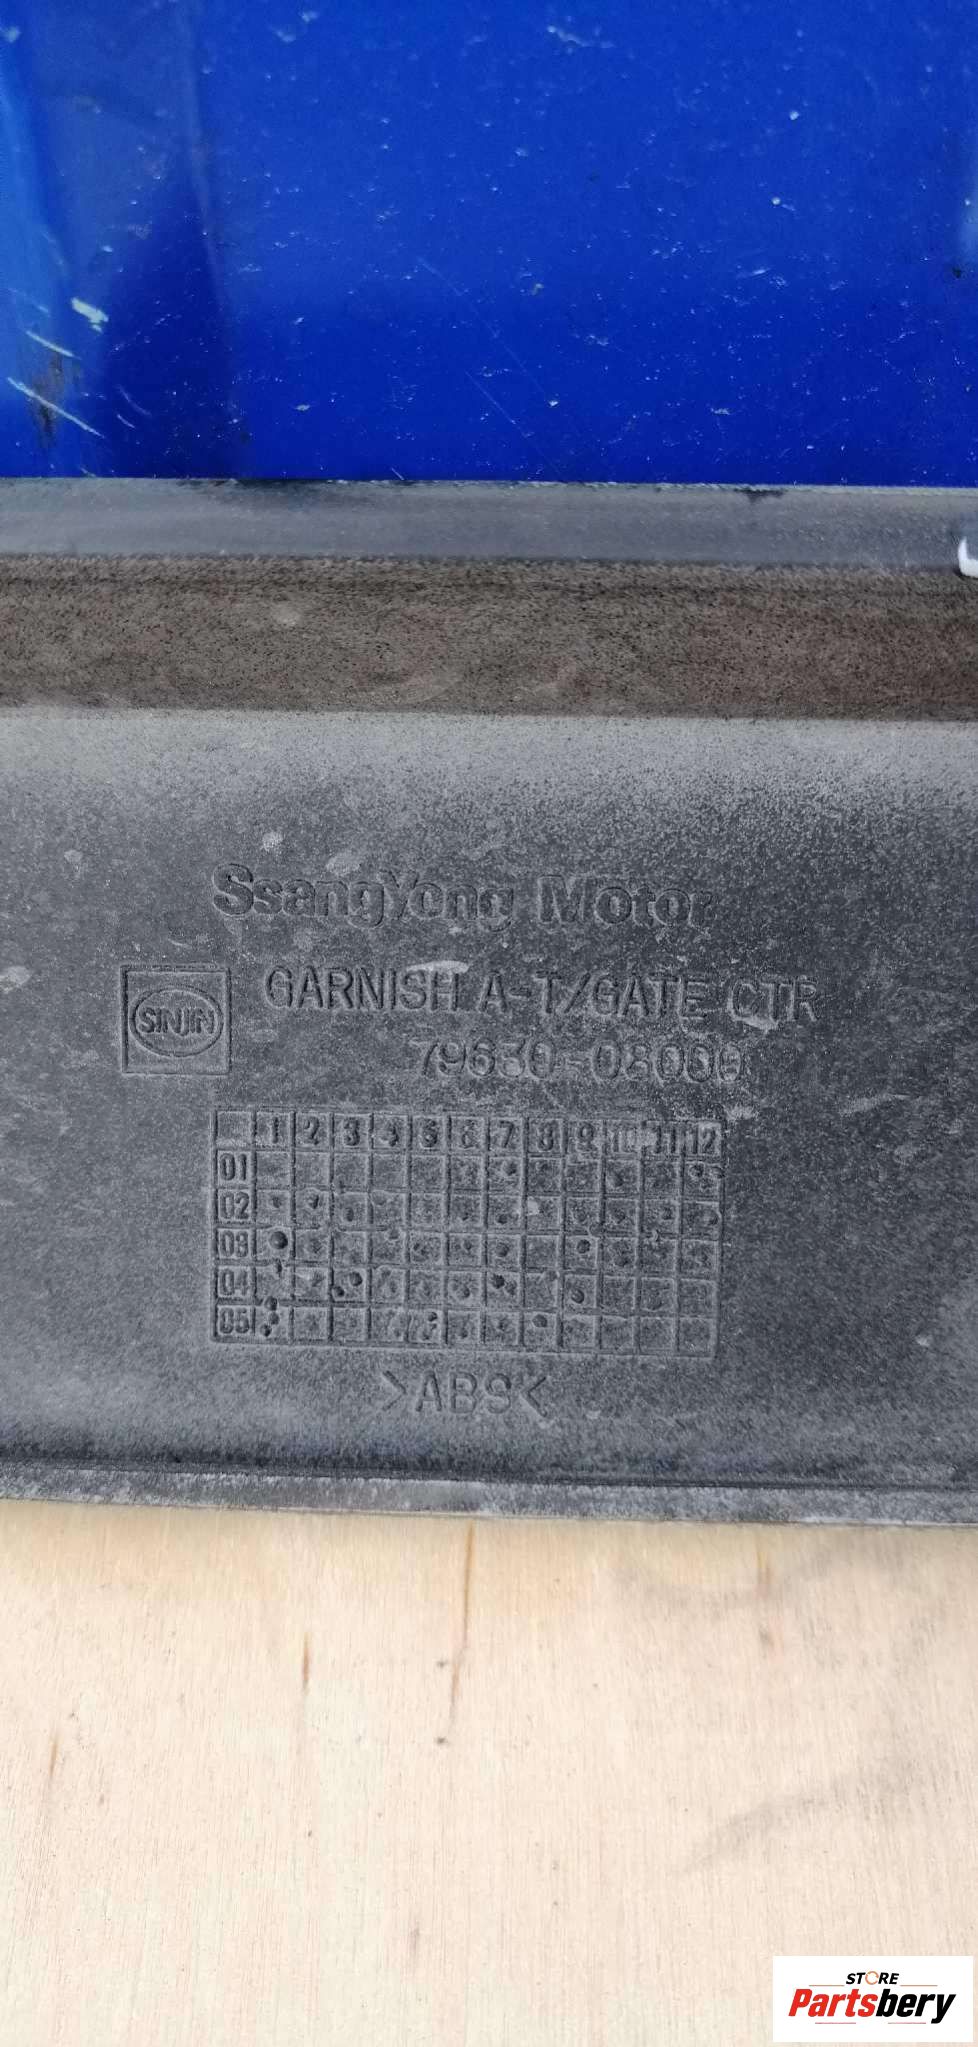 SsangYong Motor
SINJIN
GARNISH A-T/GATE CTR
79630-08000
1 2 3 4 5 6 7 8 9 10 11 12
01
02
03
04
05
>ABS<
STORE
Partsbery